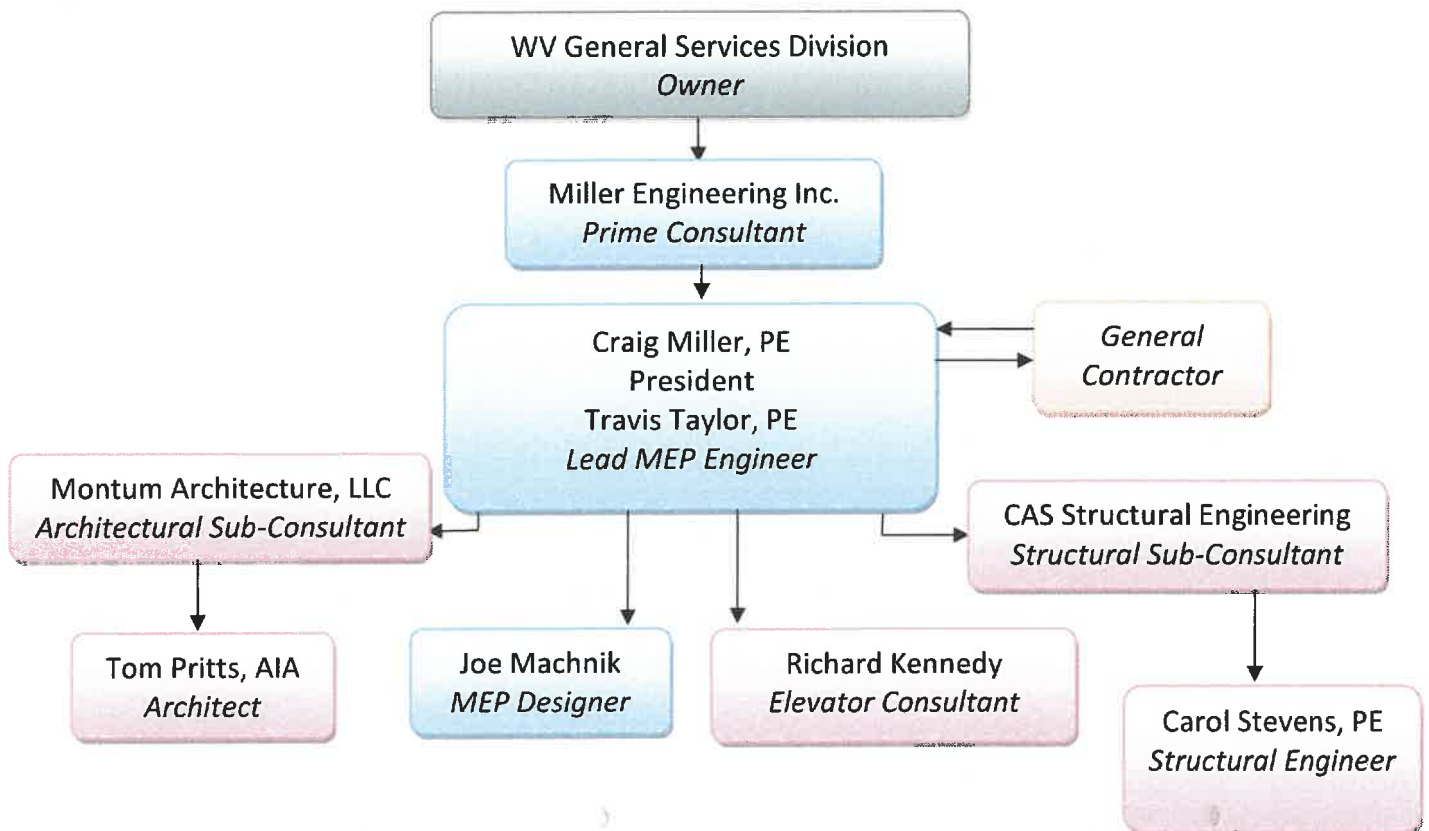 WV General Services Division
Owner
Miller Engineering Inc.
Prime Consultant
Craig Miller, PE
President
Travis Taylor, PE
Lead MEP Engineer
General
Contractor
Montum Architecture, LLC
Architectural Sub-Consultant
CAS Structural Engineering
Structural Sub-Consultant
Tom Pritts, AIA
Architect
Joe Machnik
MEP Designer
Richard Kennedy
Elevator Consultant
Carol Stevens, PE
Structural Engineer